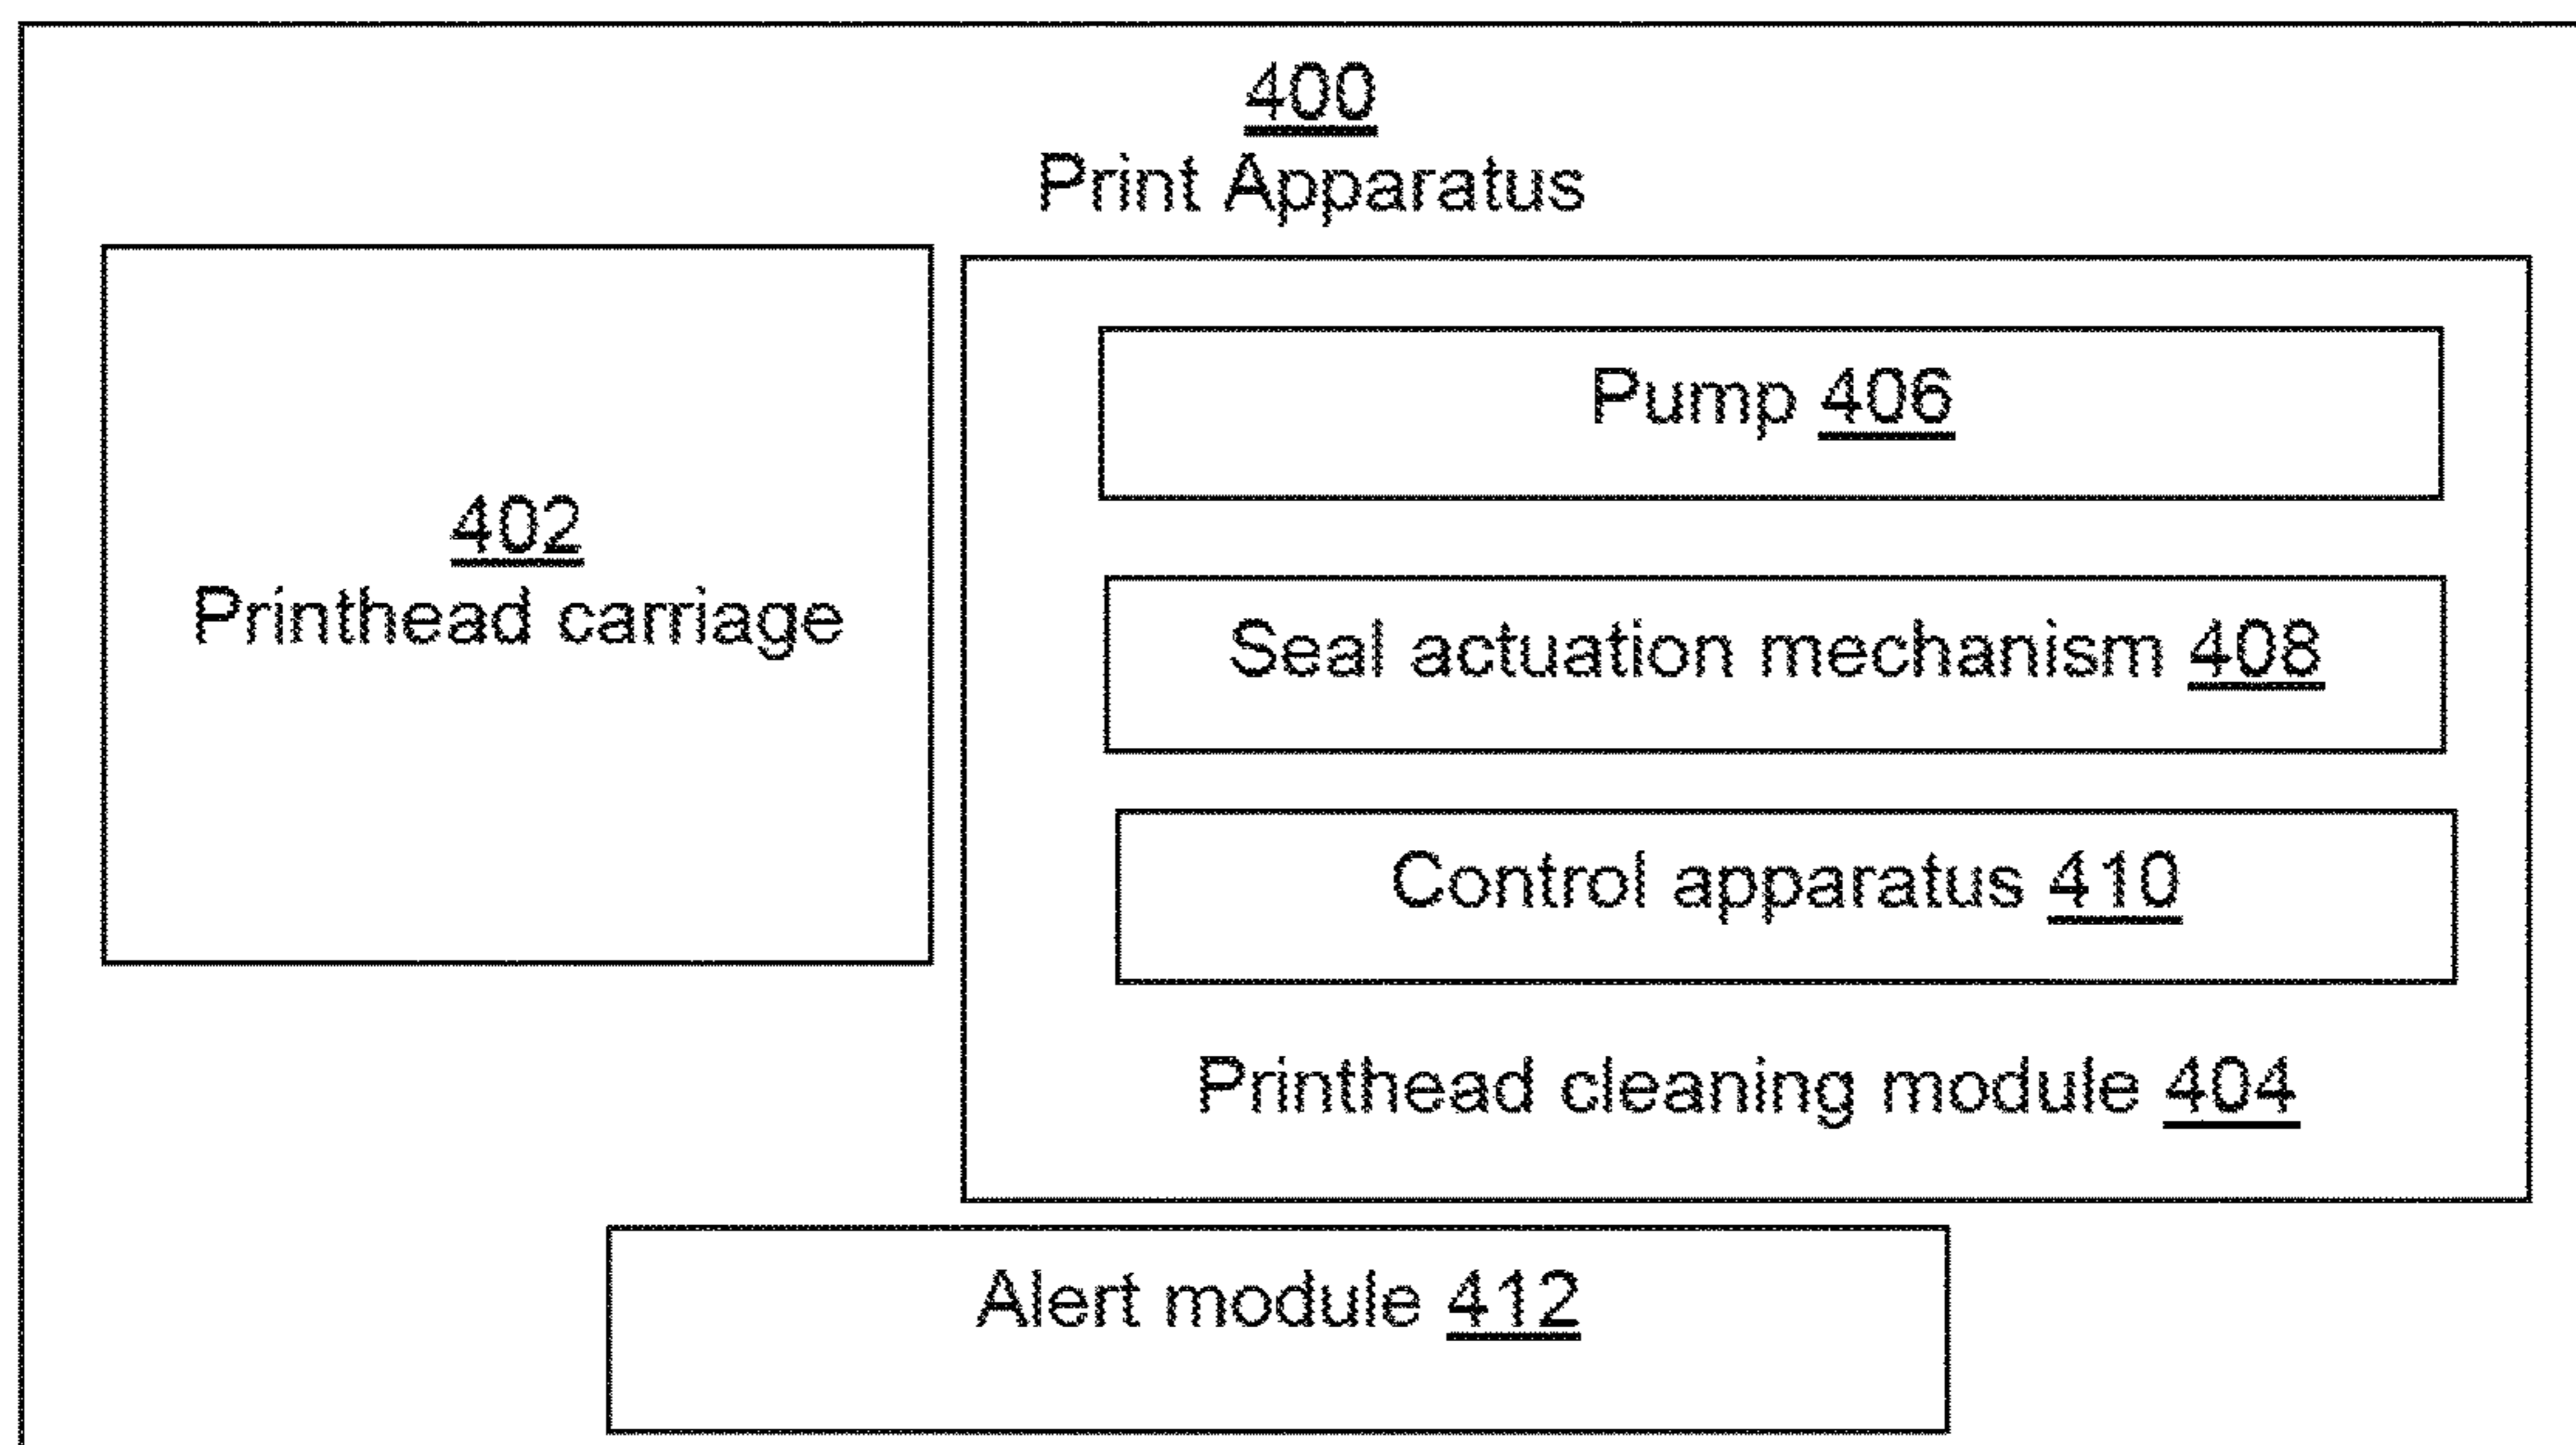 400
Print Apparatus
402
Printhead carriage
Pump 406
Seal actuation mechanism 408
Control apparatus 410
Printhead cleaning module 404
Alert module 412